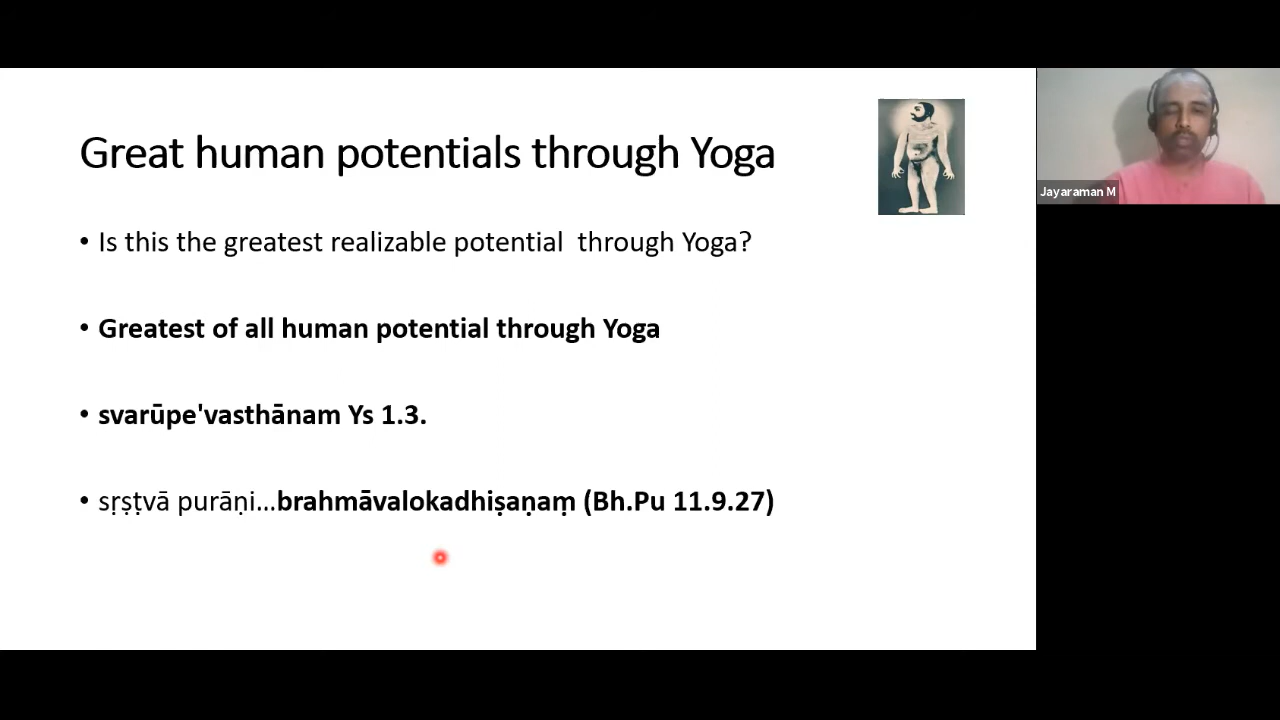 Great human potentials through Yoga
• Is this the greatest realizable potential through Yoga?
• Greatest of all human potential through Yoga
• svarūpe'vasthānam Ys 1.3.
• sṛṣṭvā purāṇi...brahmāvalokadhiṣaṇaṃ (Bh.Pu 11.9.27)
Jayaraman M